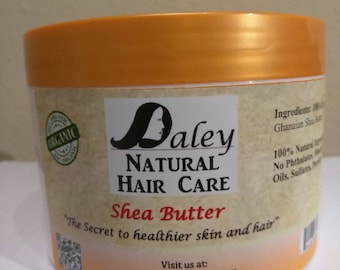 ORGANIC
Daley
NATURAL
HAIR CARE
Shea Butter
"The Secret to healthier skin and hair"
Visit us at:
Ingredients:
Ghanaian Shea
100% Natural
No Phthalates,
Oils, Sulfates,